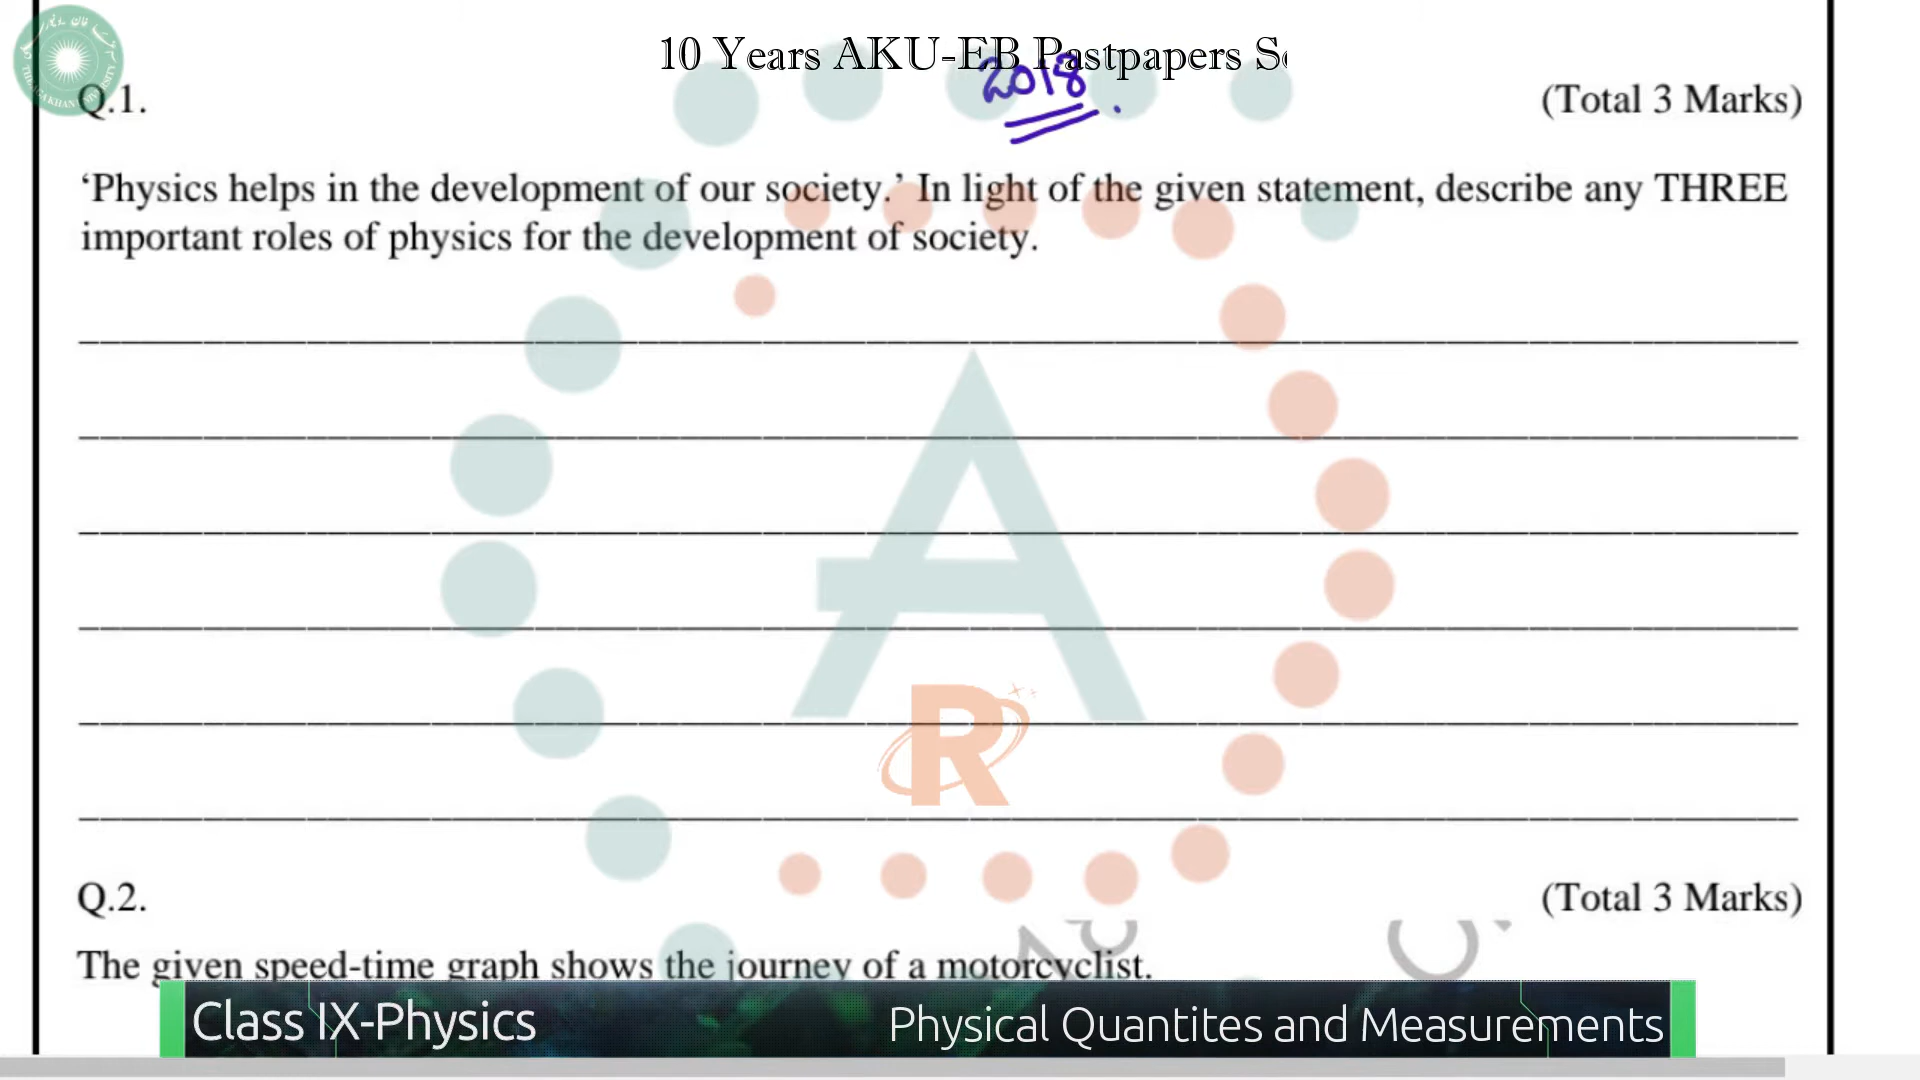 10 Years AKU-EB Pastpapers S
2018
Q.1.
(Total 3 Marks)
‘Physics helps in the development of our society.’ In light of the given statement, describe any THREE
important roles of physics for the development of society.
A
R
Q.2.
(Total 3 Marks)
The given speed-time graph shows the journey of a motorcyclist.
Class IX-Physics
Physical Quantites and Measurements